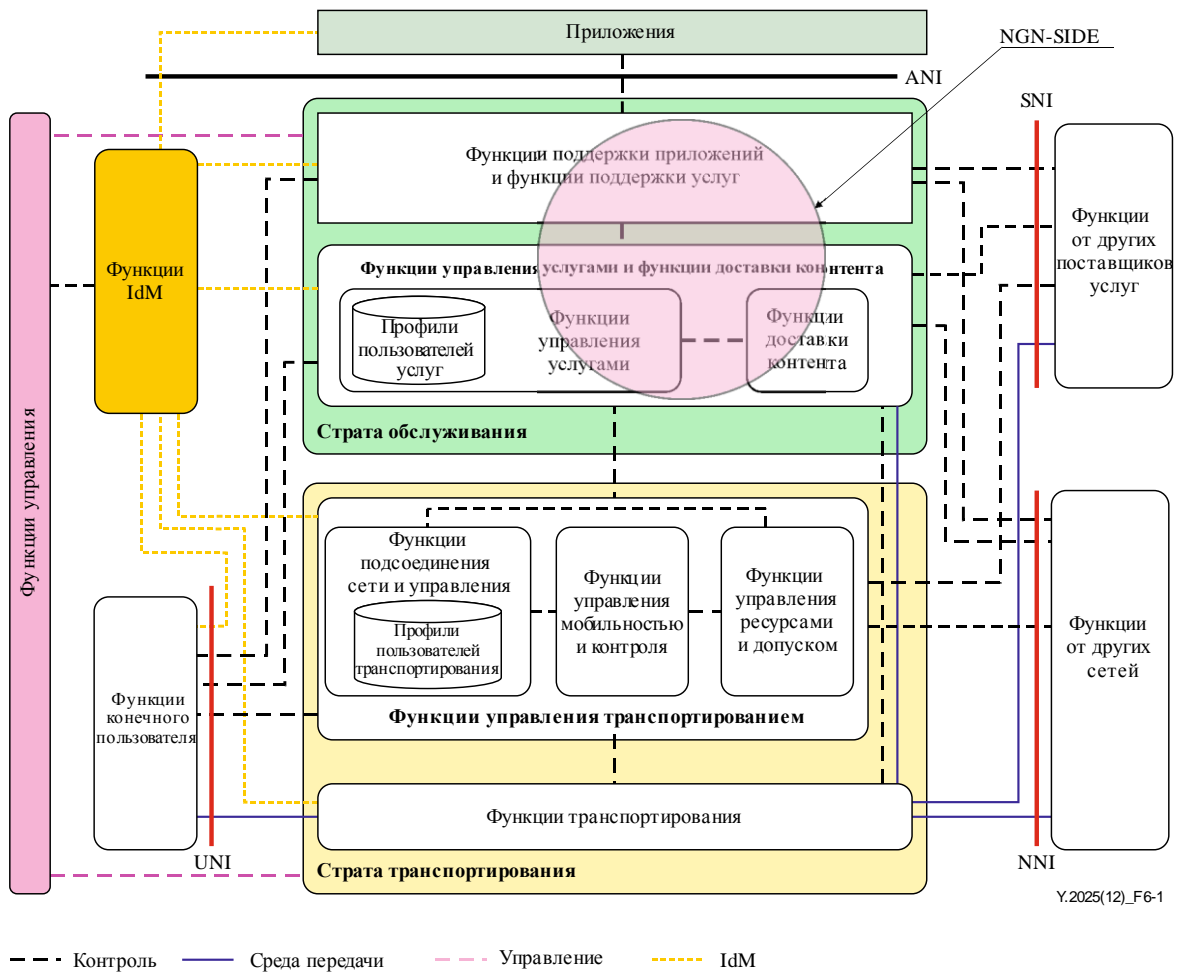 Приложения
NGN-SIDE
ANI
SNI
Функции поддержки приложений
и функции поддержки услуг
Функции
от других
поставщиков
услуг
Функции
IdM
Функции управления услугами и функции доставки контента
Профили
пользователей
услуг
Функции
управления
услугами
Функции
доставки
контента
Страта обслуживания
Функции управления
Функции
подсоединения
сети и управления
Профили
пользователей
транспортирования
Функции
управления
мобильностью
и контроля
Функции
управления
ресурсами
и допуском
Функции управления транспортированием
Функции
от других
сетей
Функции
конечного
пользователя
Функции транспортирования
UNI
Страта транспортирования
NNI
Y.2025(12)_F6-1
Контроль
Среда передачи
Управление
IdM